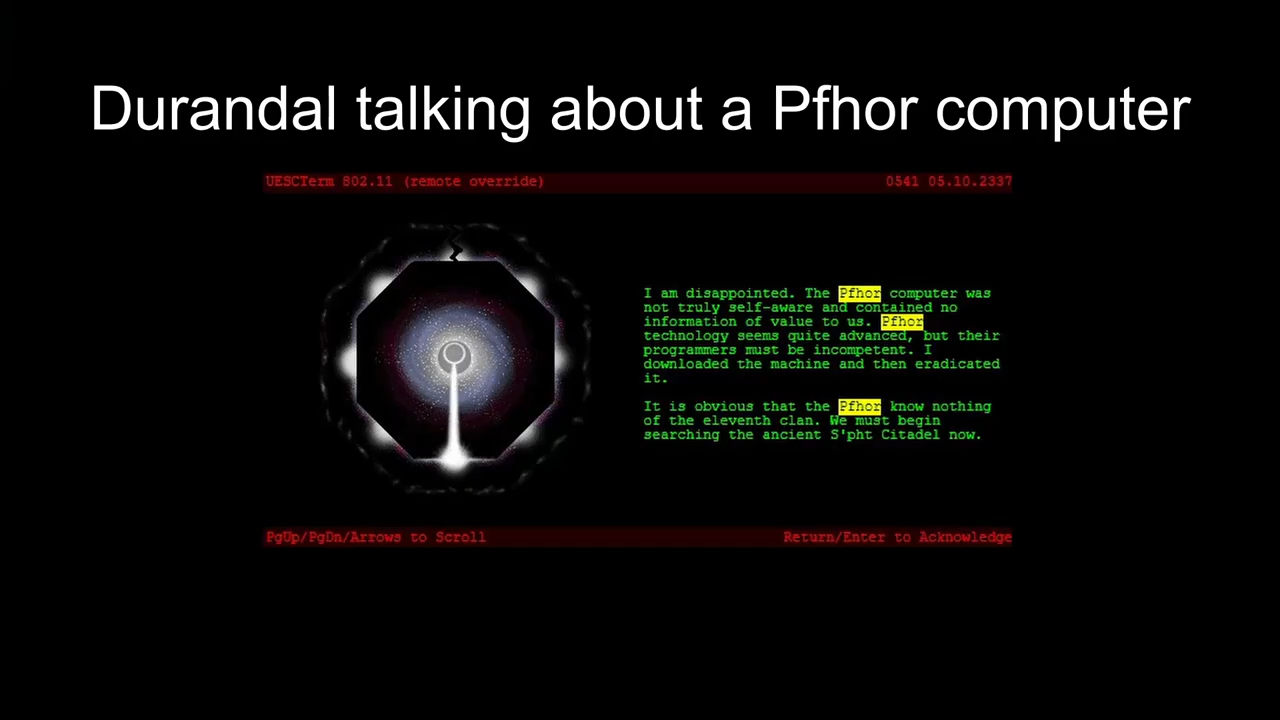 Durandal talking about a Pfhor computer
UESCTerm 802.11 (remote override)
0541 05.10.2337
I am disappointed. The Pfhor computer was
not truly self-aware and contained no
information of value to us. Pfhor
technology seems quite advanced, but their
programmers must be incompetent. I
downloaded the machine and then eradicated
it.
It is obvious that the Pfhor know nothing
of the eleventh clan. We must begin
searching the ancient S'pht Citadel now.
PgUp/PgDn/Arrows to Scroll
Return/Enter to Acknowledge